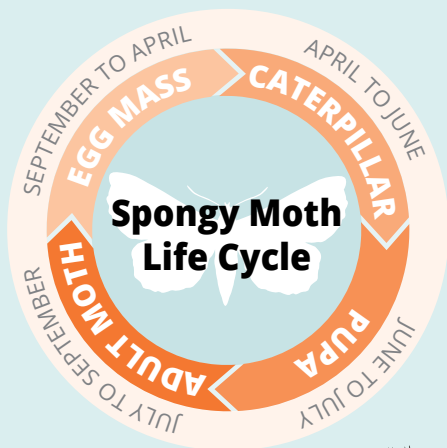 Spongy Moth
Life Cycle
SEPTEMBER TO APRIL
EGG MASS
APRIL TO JUNE
CATERPILLAR
JUNE TO JULY
PUPA
JULY TO SEPTEMBER
ADULT MOTH